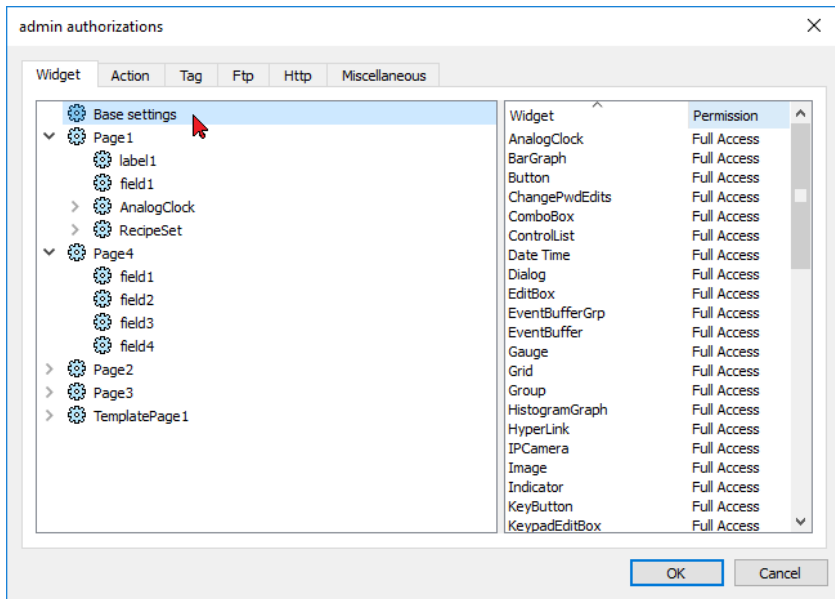 admin authorizations
Widget Action Tag Ftp Http Miscellaneous
Base settings
Page1
label1
field1
AnalogClock
RecipeSet
Page4
field1
field2
field3
field4
Page2
Page3
TemplatePage1
Widget Permission
AnalogClock Full Access
BarGraph Full Access
Button Full Access
ChangePwdEdits Full Access
ComboBox Full Access
ControlList Full Access
Date Time Full Access
Dialog Full Access
EditBox Full Access
EventBufferGrp Full Access
EventBuffer Full Access
Gauge Full Access
Grid Full Access
Group Full Access
HistogramGraph Full Access
HyperLink Full Access
IPCamera Full Access
Image Full Access
Indicator Full Access
KeyButton Full Access
KeypadEditBox Full Access
OK Cancel